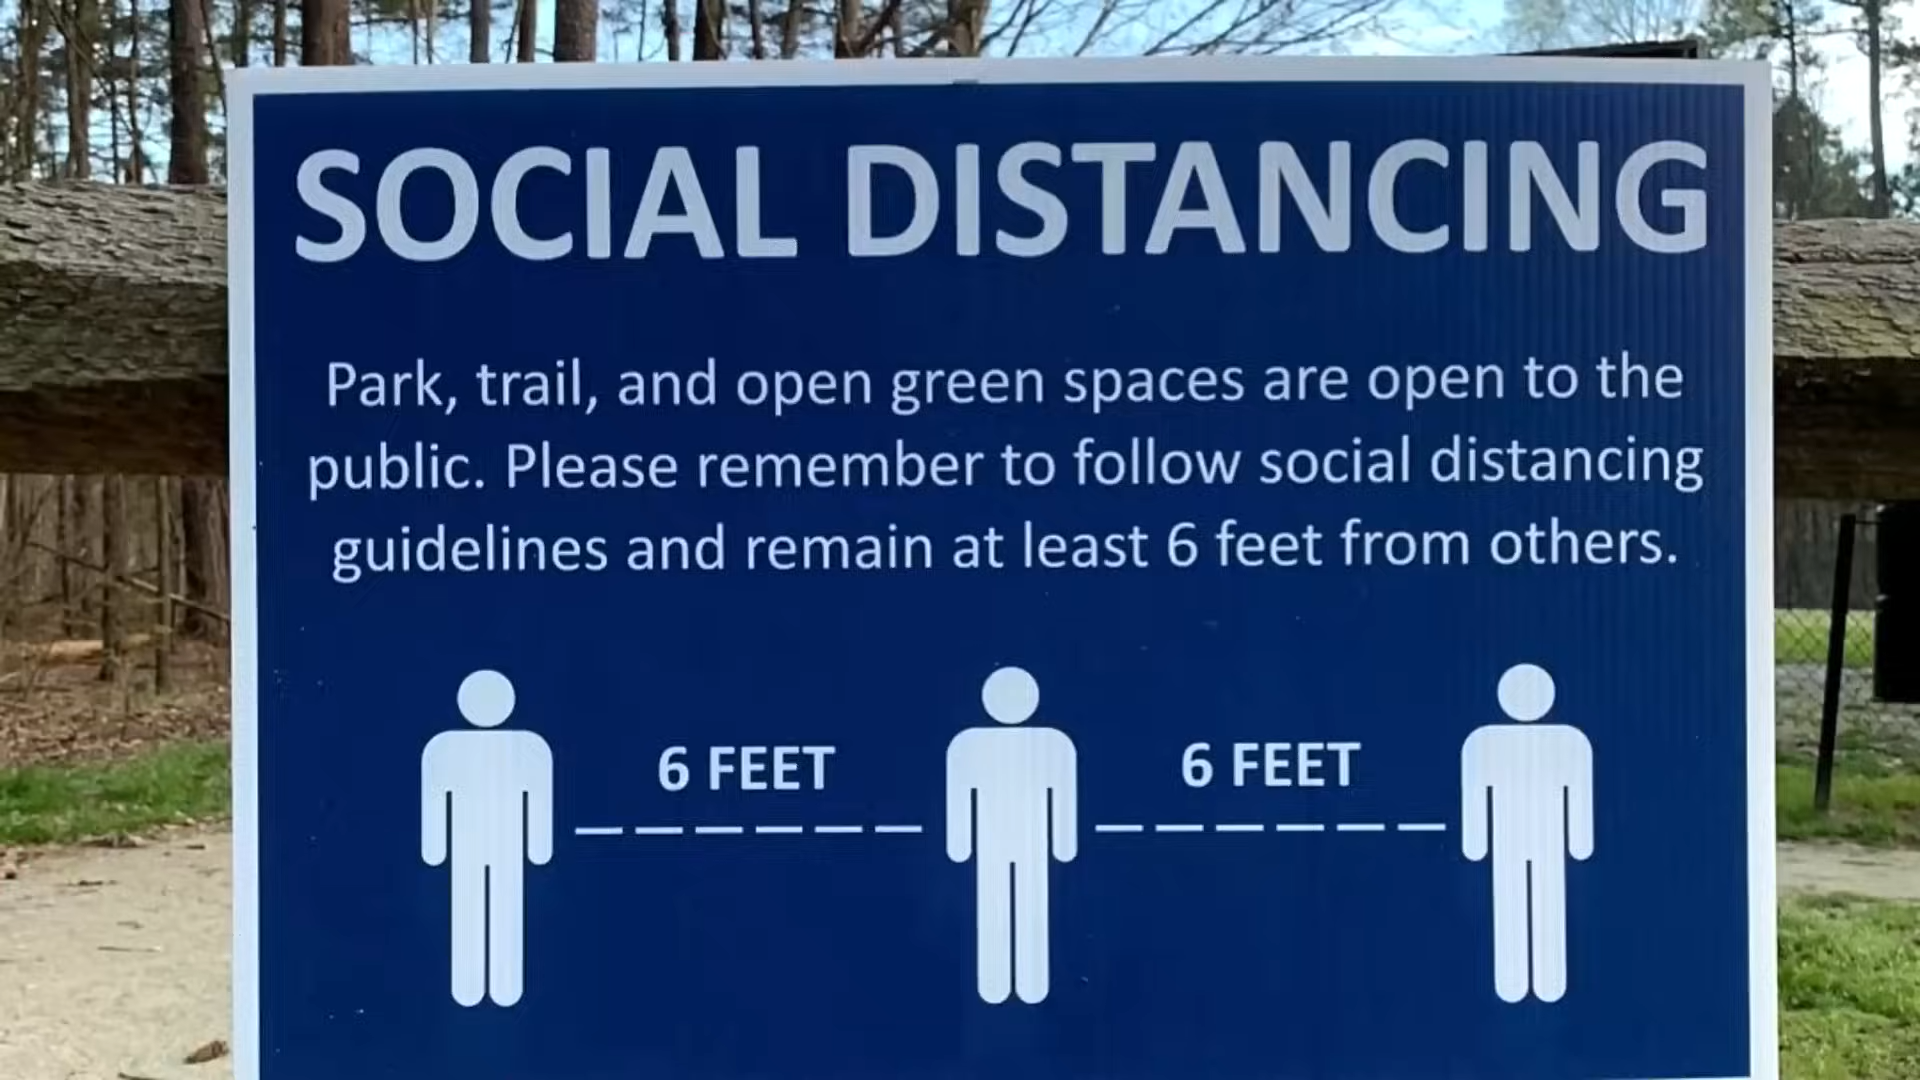 SOCIAL DISTANCING
Park, trail, and open green spaces are open to the
public. Please remember to follow social distancing
guidelines and remain at least 6 feet from others.
6 FEET
6 FEET